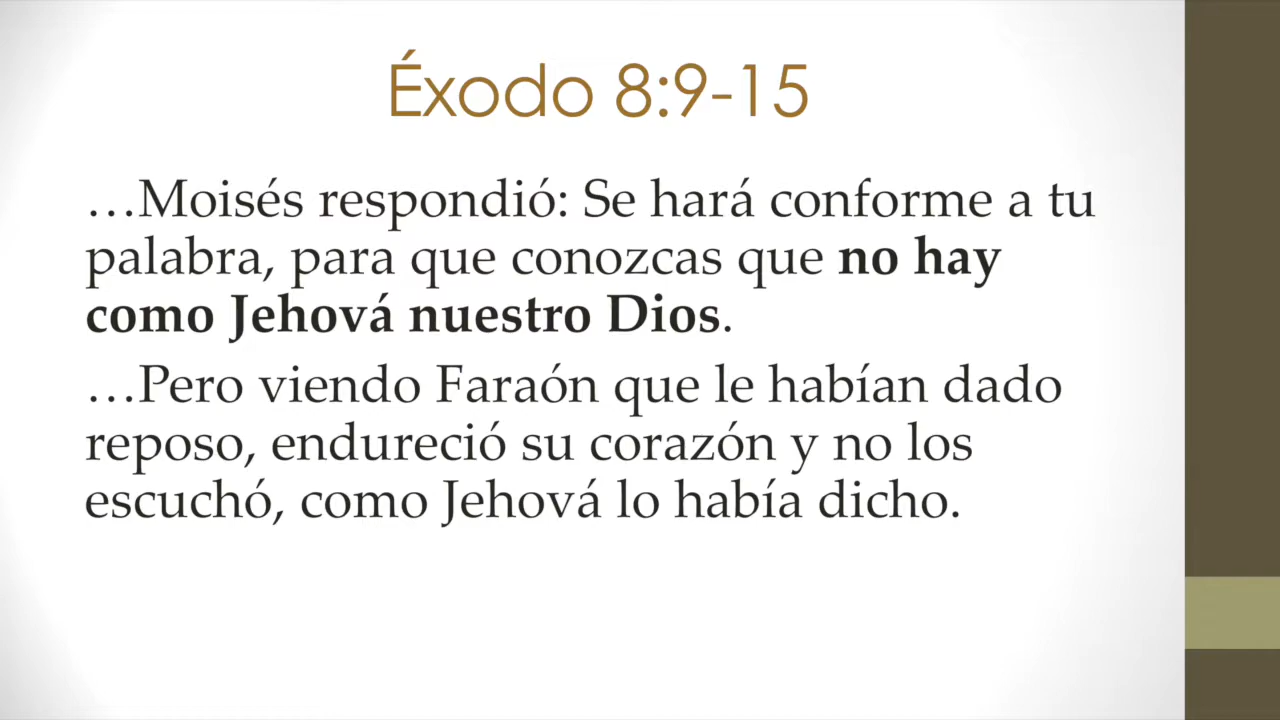 Éxodo 8:9-15
…Moisés respondió: Se hará conforme a tu
palabra, para que conozcas que no hay
como Jehová nuestro Dios.
…Pero viendo Faraón que le habían dado
reposo, endureció su corazón y no los
escuchó, como Jehová lo había dicho.